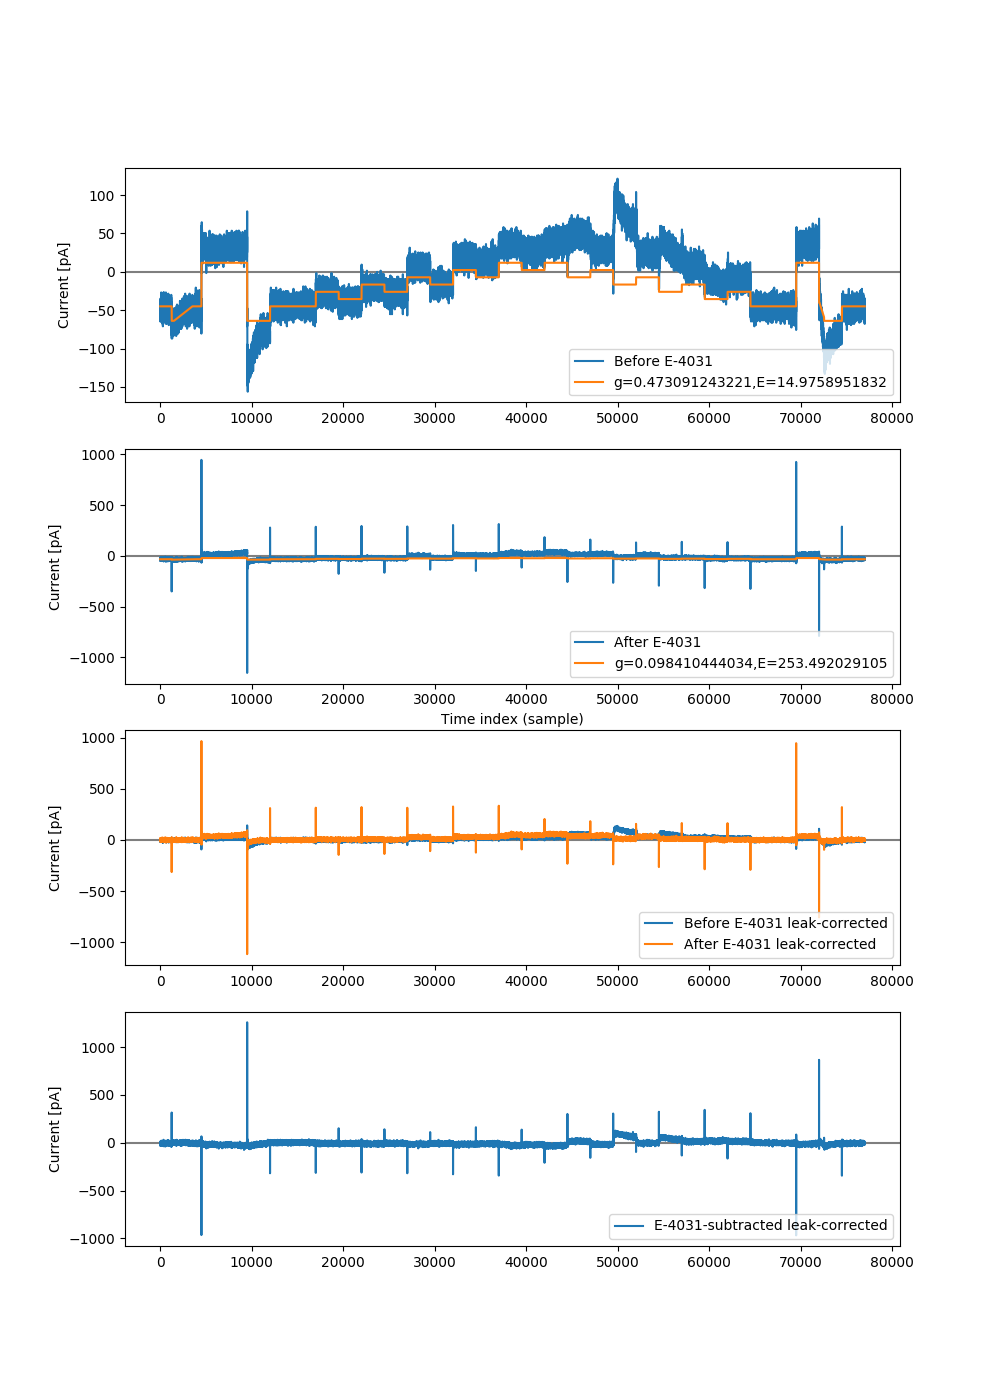 100
50
0
−50
−100
−150
Current [pA]
Before E-4031
g=0.473091243221,E=14.9758951832
0 10000 20000 30000 40000 50000 60000 70000 80000
1000
500
0
−500
−1000
Current [pA]
After E-4031
g=0.098410444034,E=253.492029105
0 10000 20000 30000 40000 50000 60000 70000 80000
Time index (sample)
1000
500
0
−500
−1000
Current [pA]
Before E-4031 leak-corrected
After E-4031 leak-corrected
0 10000 20000 30000 40000 50000 60000 70000 80000
1000
500
0
−500
−1000
Current [pA]
E-4031-subtracted leak-corrected
0 10000 20000 30000 40000 50000 60000 70000 80000